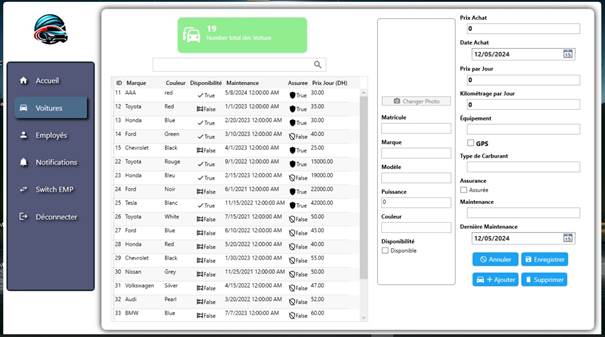 19
Number total des Voiture
Accueil
Voitures
Employés
Notifications
Switch EMP
Déconnecter
ID Marque Couleur Disponibilité Maintenance Assuree Prix Jour (DH)
11 AAA red True 5/8/2024 12:00:00 AM True 30.00
12 Toyota Red False 1/1/2023 12:00:00 AM True 35.00
13 Honda Blue True 2/20/2023 12:00:00 AM True 30.00
14 Ford Green True 3/10/2023 12:00:00 AM False 40.00
15 Chevrolet Black False 4/1/2023 12:00:00 AM True 25.00
22 Toyota Rouge True 9/1/2022 12:00:00 AM True 15000.00
23 Honda Bleu True 2/15/2022 12:00:00 AM False 19000.00
24 Ford Noir False 6/1/2021 12:00:00 AM True 22000.00
25 Tesla Blanc True 11/15/2022 12:00:00 AM True 42000.00
26 Toyota White False 7/15/2021 12:00:00 AM False 50.00
27 Ford Blue False 6/10/2022 12:00:00 AM False 45.00
28 Honda Red False 5/20/2022 12:00:00 AM False 40.00
29 Chevrolet Black False 1/30/2023 12:00:00 AM False 55.00
30 Nissan Grey False 11/25/2021 12:00:00 AM False 50.00
31 Volkswagen Silver False 4/15/2022 12:00:00 AM False 47.00
32 Audi Pearl False 3/20/2022 12:00:00 AM False 52.00
33 BMW Blue False 7/7/2023 12:00:00 AM False 60.00
Changer Photo
Matricule
Marque
Modèle
Puissance
0
Couleur
Disponibilité
Disponible
Prix Achat
0
Date Achat
12/05/2024
Prix par Jour
0
Kilométrage par Jour
0
Équipement
GPS
Type de Carburant
Assurance
Assurée
Maintenance
Dernière Maintenance
12/05/2024
Annuler
Enregistrer
+ Ajouter
Supprimer